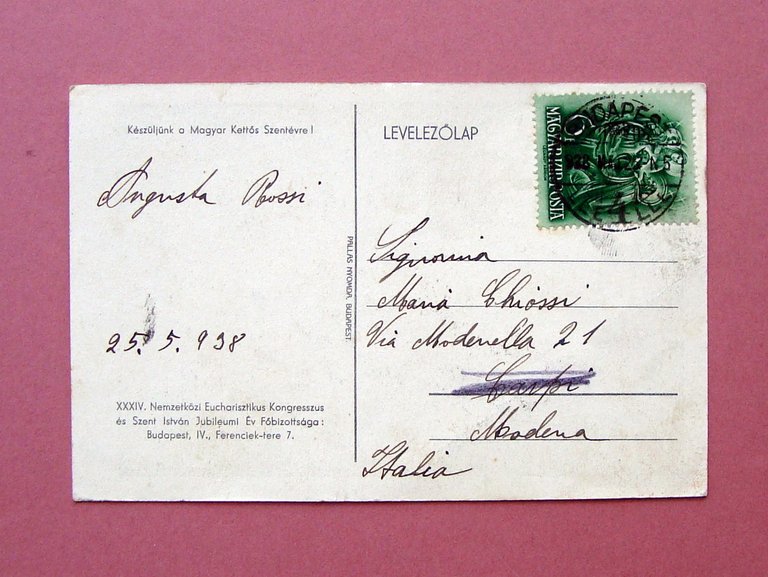 Készüljünk a Magyar Kettős Szentévre!
Augusta Rossi
25. 5. 938
XXXIV. Nemzetközi Eucharisztikus Kongresszus
és Szent István Jubileumi Év Főbizottsága:
Budapest, IV., Ferenciek-tere 7.
PALLAS NYOMDA, BUDAPEST.
LEVELEZŐLAP
MAGYAR KIR. POSTA
BUDAPEST
Signorina
Maria Chiossi
Via Modenella 21
Carpi
Modena
Italia